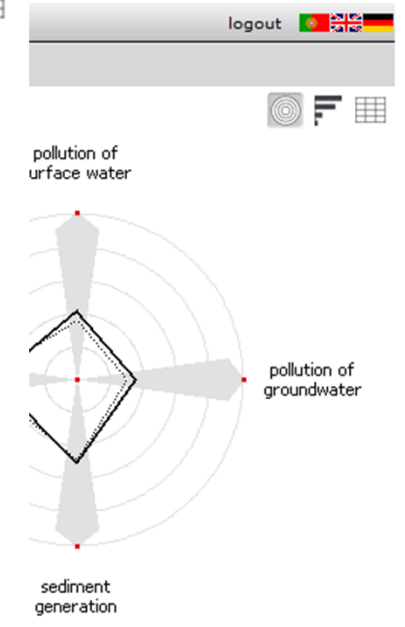 logout
pollution of
urface water
pollution of
groundwater
sediment
generation